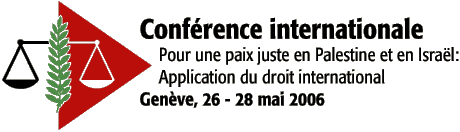 Conférence internationale
Pour une paix juste en Palestine et en Israël:
Application du droit international
Genève, 26 - 28 mai 2006